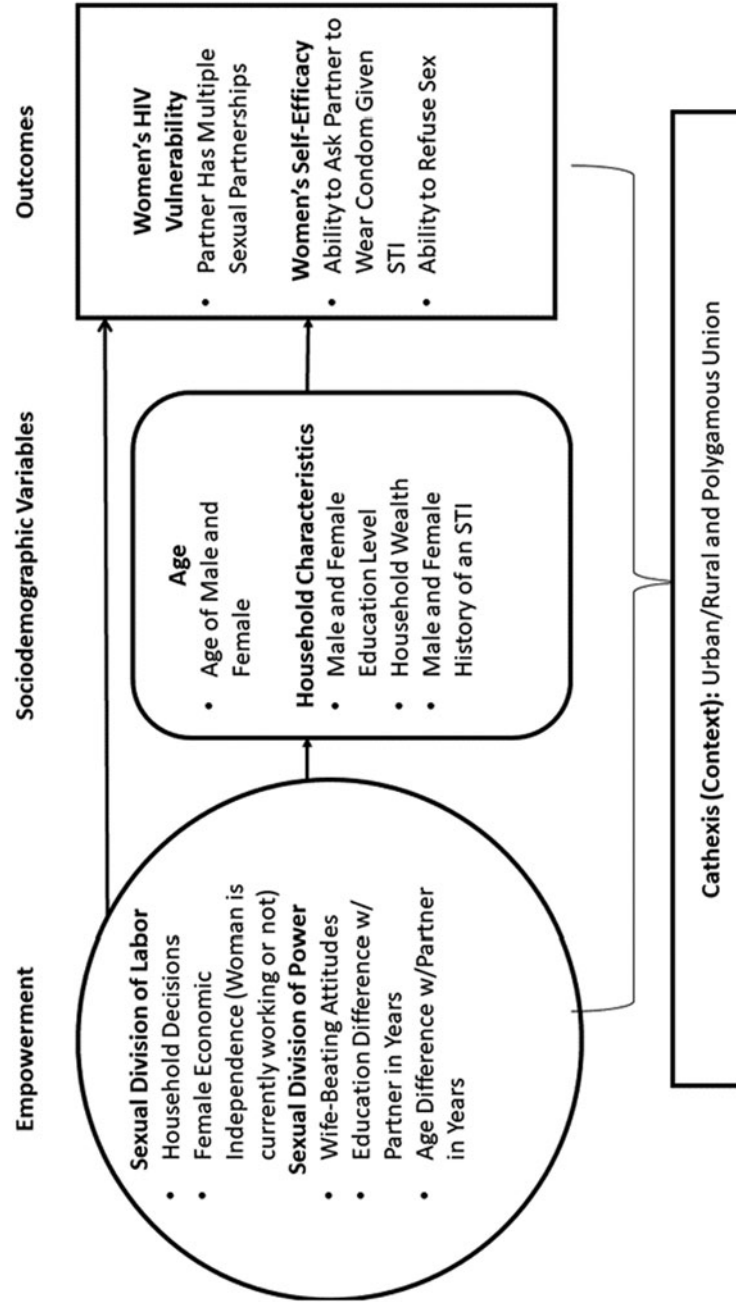 Empowerment
Sociodemographic Variables
Outcomes
Sexual Division of Labor
• Household Decisions
• Female Economic
Independence (Woman is
currently working or not)
Sexual Division of Power
• Wife-Beating Attitudes
• Education Difference w/
Partner in Years
• Age Difference w/Partner
in Years
Age
• Age of Male and
Female
Household Characteristics
• Male and Female
Education Level
• Household Wealth
• Male and Female
History of an STI
Women's HIV
Vulnerability
• Partner Has Multiple
Sexual Partnerships
Women's Self-Efficacy
• Ability to Ask Partner to
Wear Condom Given
STI
• Ability to Refuse Sex
Cathexis (Context): Urban/Rural and Polygamous Union